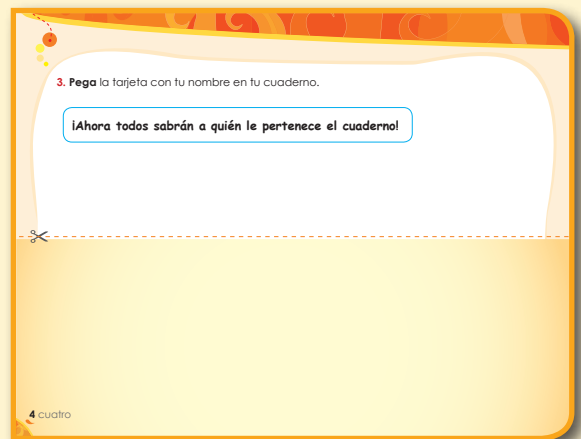 3. Pega la tarjeta con tu nombre en tu cuaderno.
¡Ahora todos sabrán a quién le pertenece el cuaderno!
4 cuatro